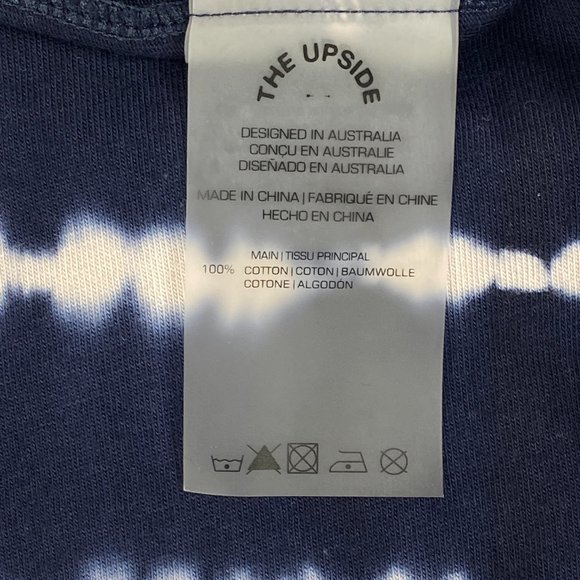 THE UPSIDE
DESIGNED IN AUSTRALIA
CONÇU EN AUSTRALIE
DISEÑADO EN AUSTRALIA
MADE IN CHINA | FABRIQUÉ EN CHINE
HECHO EN CHINA
MAIN | TISSU PRINCIPAL
100% COTTON | COTON | BAUMWOLLE
COTONE | ALGODÓN